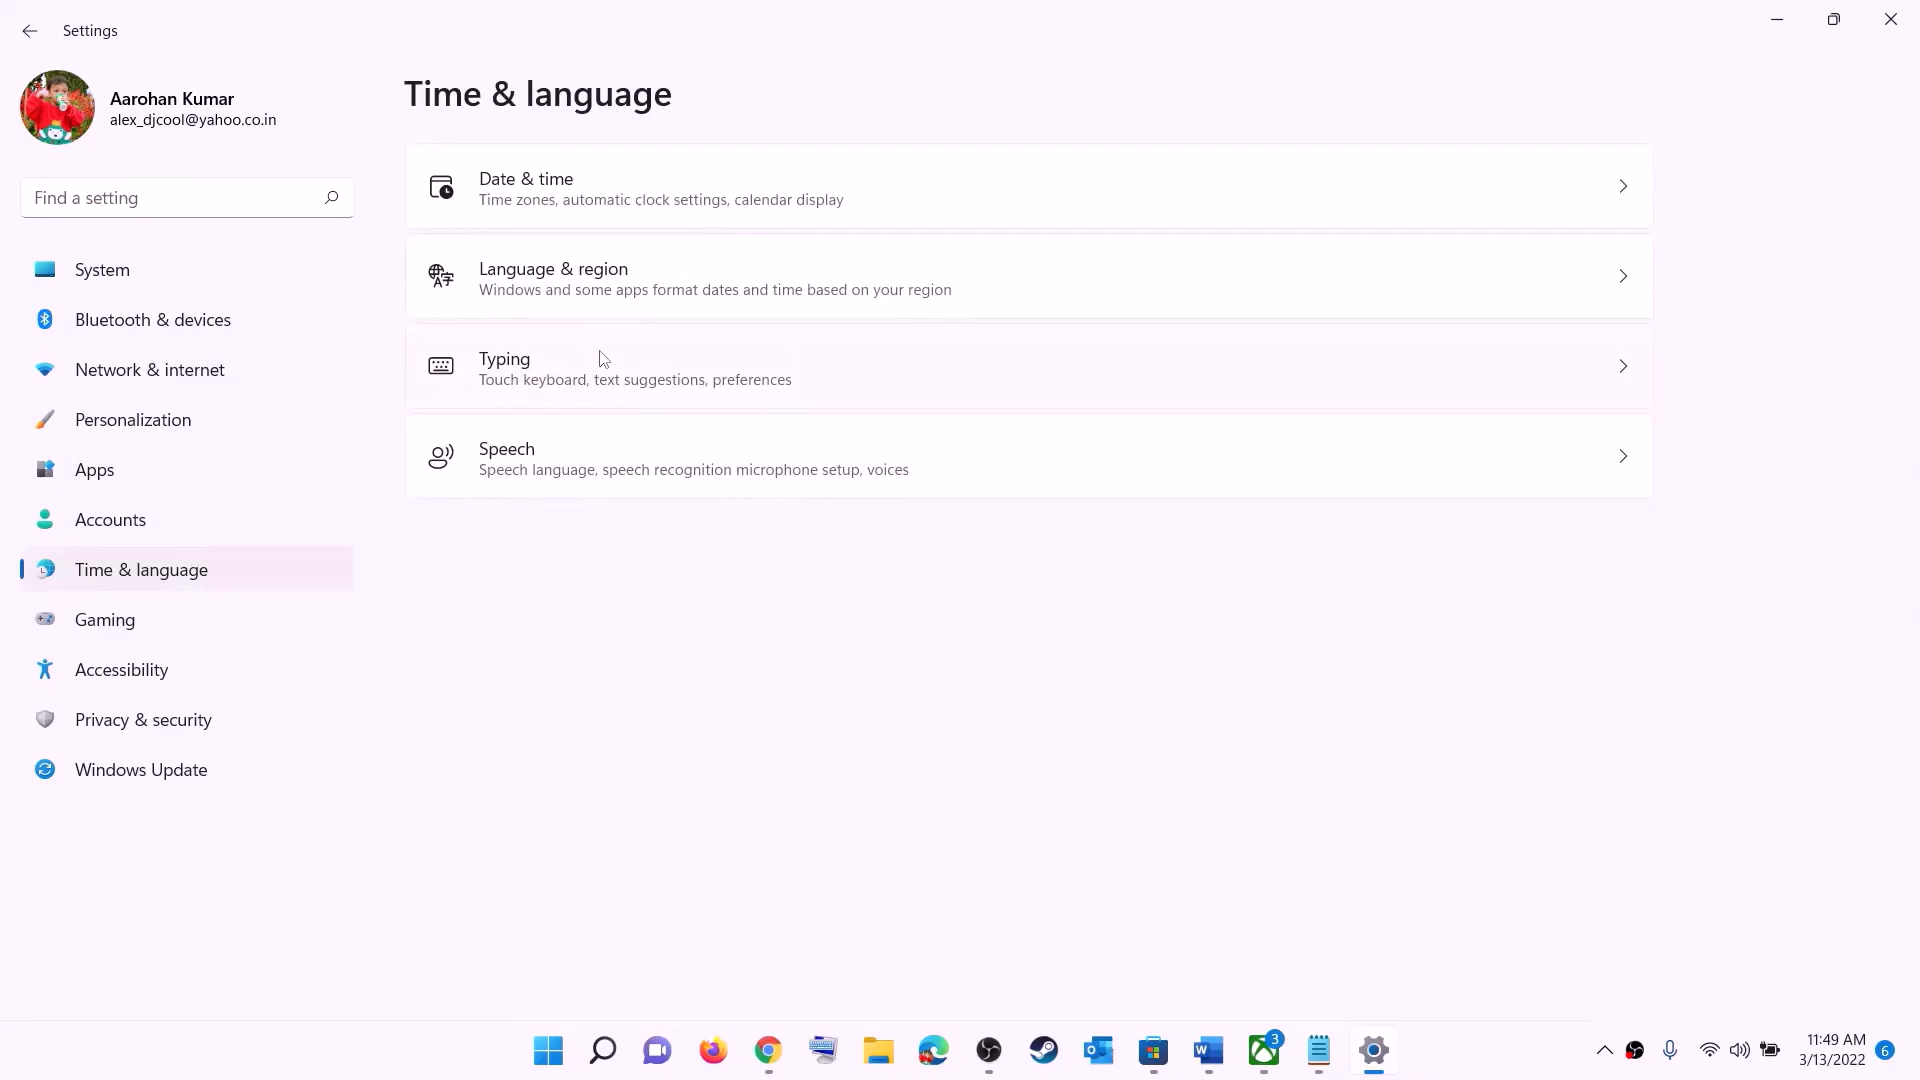 Settings
Aarohan Kumar
alex_djcool@yahoo.co.in
Find a setting
System
Bluetooth & devices
Network & internet
Personalization
Apps
Accounts
Time & language
Gaming
Accessibility
Privacy & security
Windows Update
Time & language
Date & time
Time zones, automatic clock settings, calendar display
Language & region
Windows and some apps format dates and time based on your region
Typing
Touch keyboard, text suggestions, preferences
Speech
Speech language, speech recognition microphone setup, voices
3
11:49 AM
3/13/2022
6